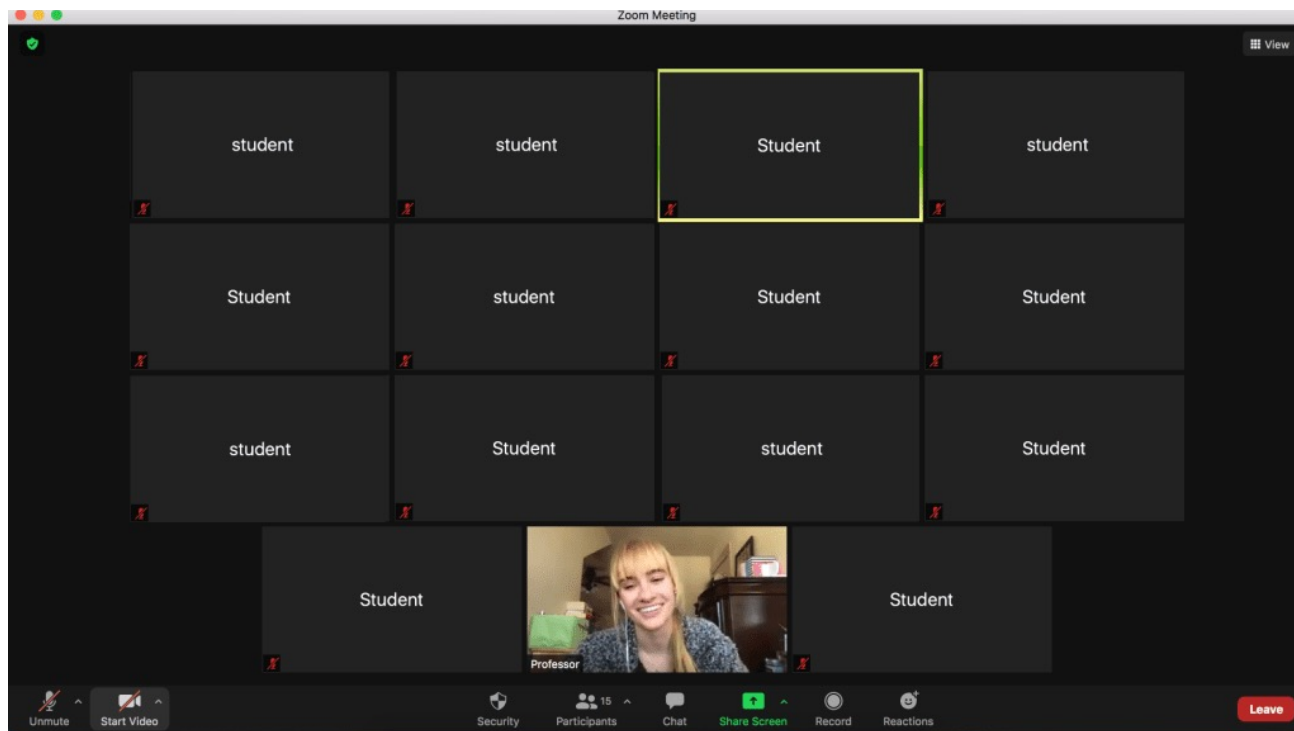 Zoom Meeting
View
student student Student student
Student student Student Student
student Student student Student
Student Student
Professor
15
Unmute Start Video Security Participants Chat Share Screen Record Reactions Leave